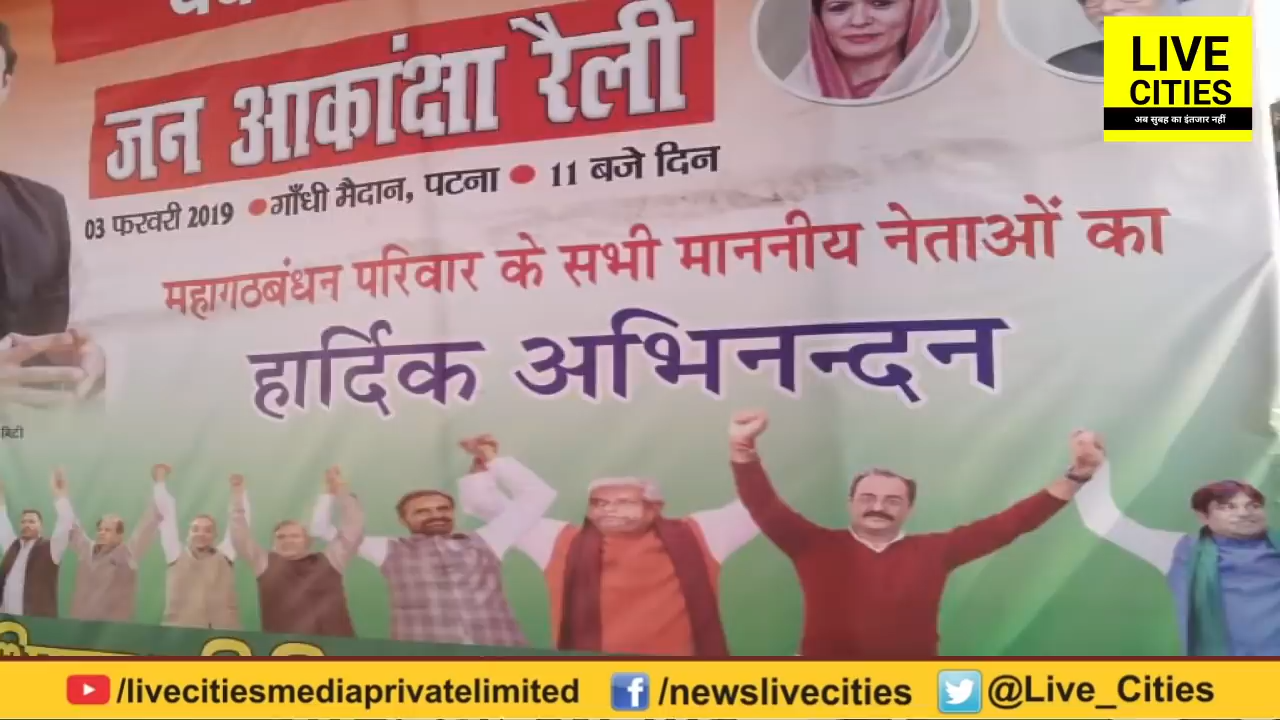 जन आकांक्षा रैली
03 फरवरी 2019 ● गाँधी मैदान, पटना ● 11 बजे दिन
महागठबंधन परिवार के सभी माननीय नेताओं का
हार्दिक अभिनन्दन
LIVE
CITIES
अब सुबह का इंतजार नहीं
/livecitiesmediaprivatelimited /newslivecities @Live_Cities